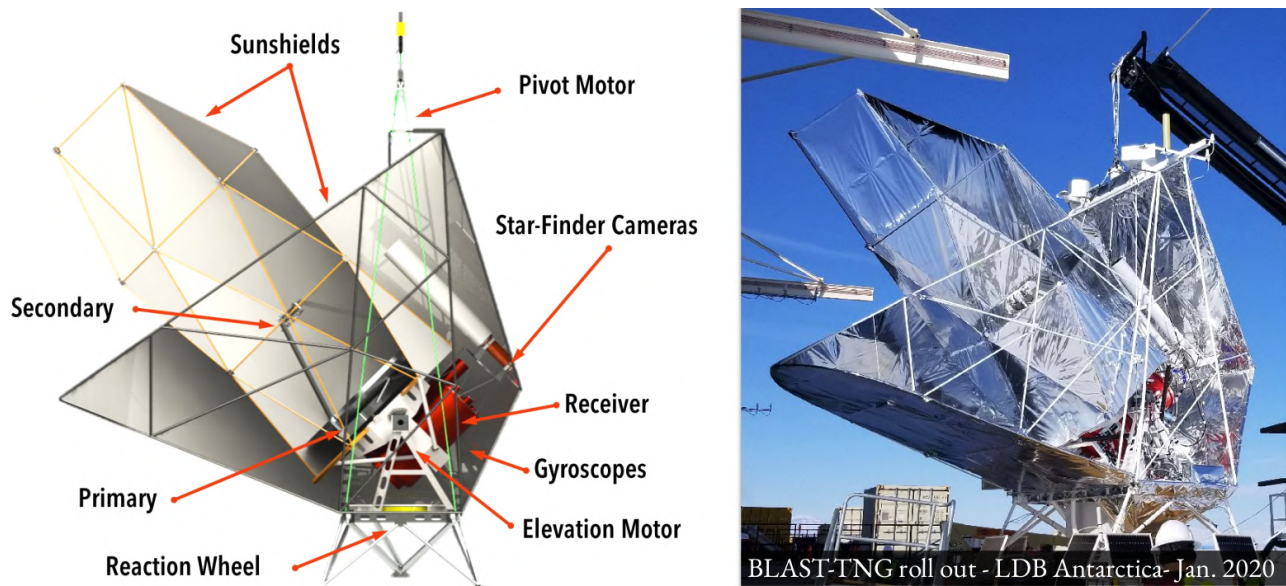 Sunshields
Pivot Motor
Star-Finder Cameras
Secondary
Receiver
Gyroscopes
Primary
Elevation Motor
Reaction Wheel
BLAST-TNG roll out - LDB Antarctica- Jan. 2020